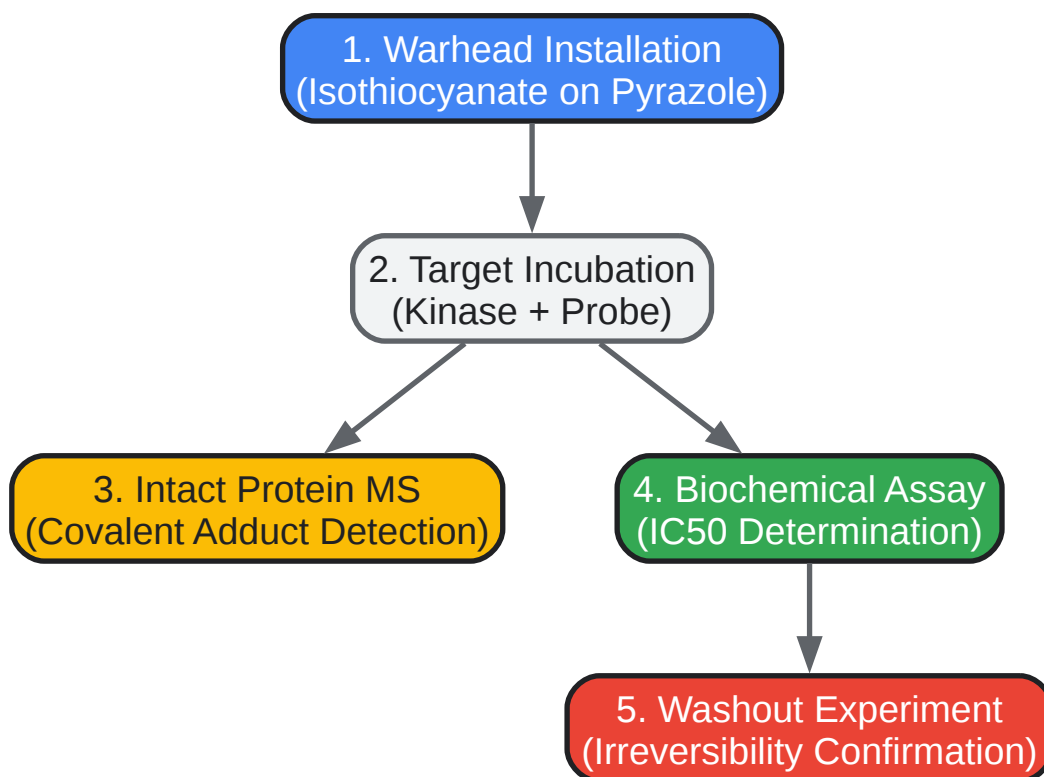 1. Warhead Installation
(Isothiocyanate on Pyrazole)
2. Target Incubation
(Kinase + Probe)
3. Intact Protein MS
(Covalent Adduct Detection)
4. Biochemical Assay
(IC50 Determination)
5. Washout Experiment
(Irreversibility Confirmation)